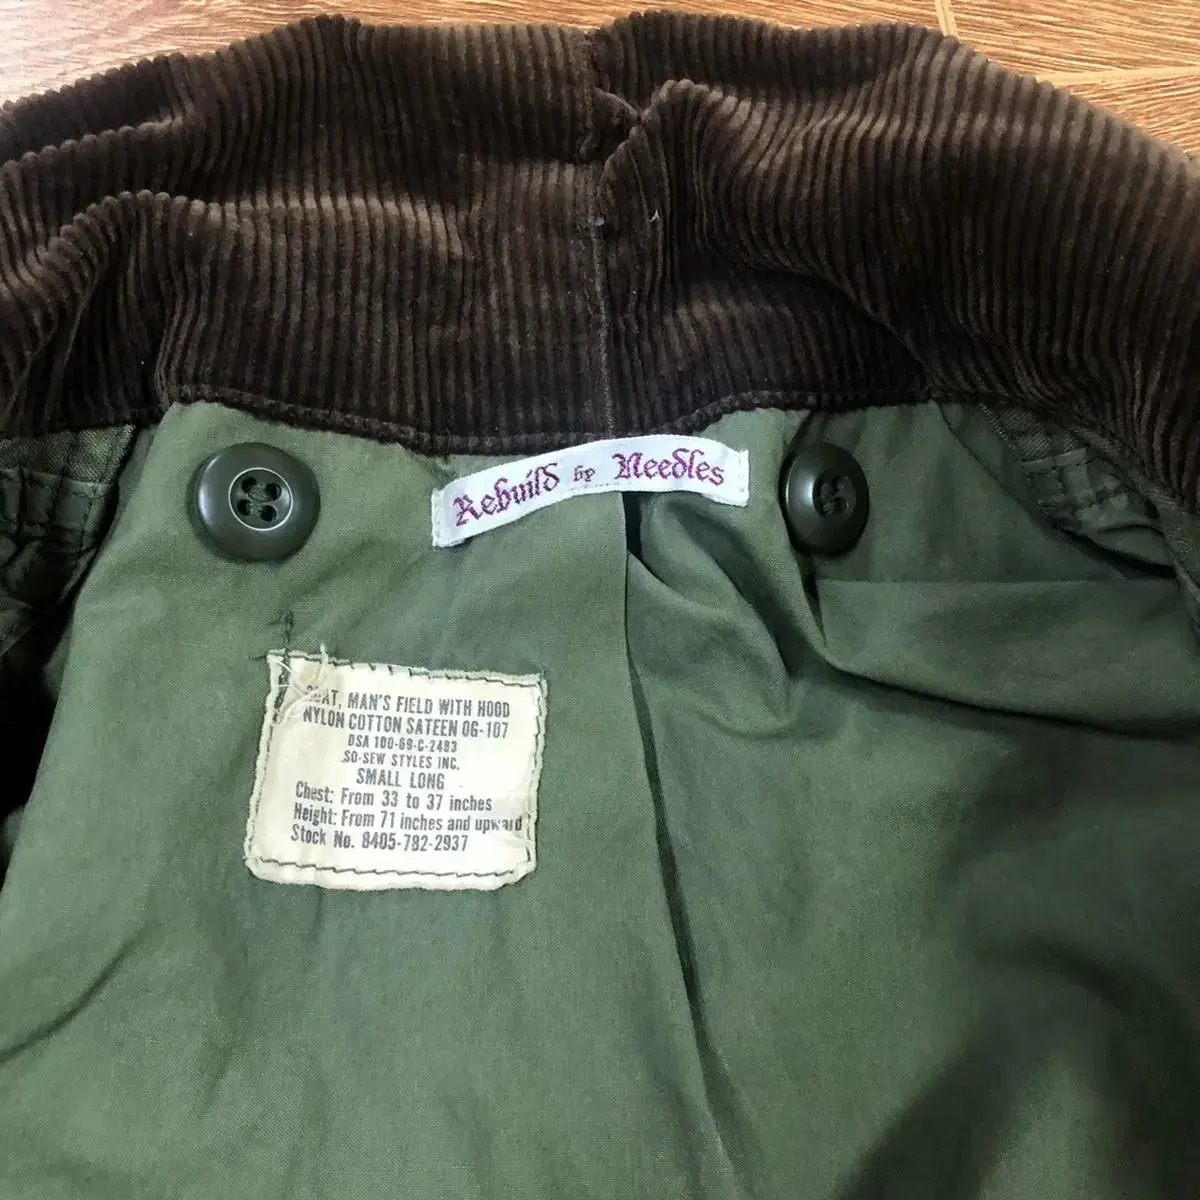 Rebuild by Needles
COAT, MAN'S FIELD WITH HOOD
NYLON COTTON SATEEN OG-107
DSA 100-69-C-2483
SO-SEW STYLES INC.
SMALL LONG
Chest: From 33 to 37 inches
Height: From 71 inches and upward
Stock No. 8405-782-2937